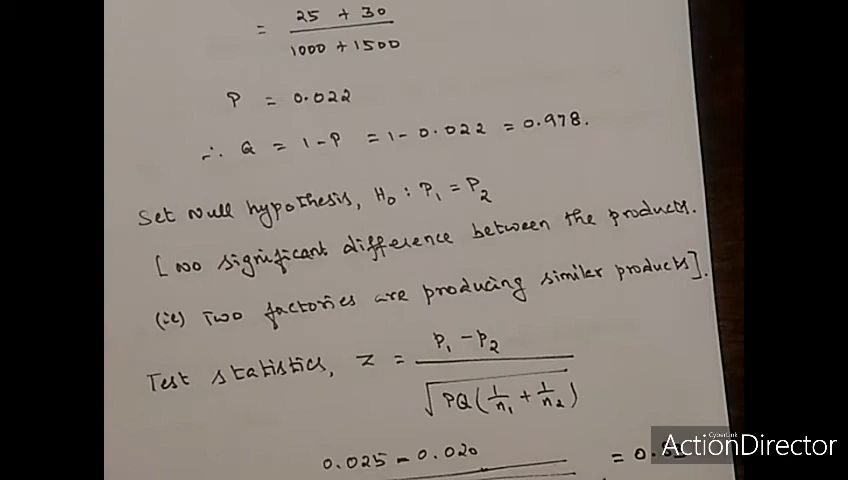 = 25 + 30 / 1000 + 1500
P = 0.022
∴ Q = 1 - P = 1 - 0.022 = 0.978.
Set Null hypothesis, H₀ : P₁ = P₂
[ No significant difference between the products.
(ie) Two factories are producing similar products].
Test statistics, Z = p₁ - p₂ / √PQ(1/n₁ + 1/n₂)
0.025 - 0.020 = 0.
CyberLink
ActionDirector